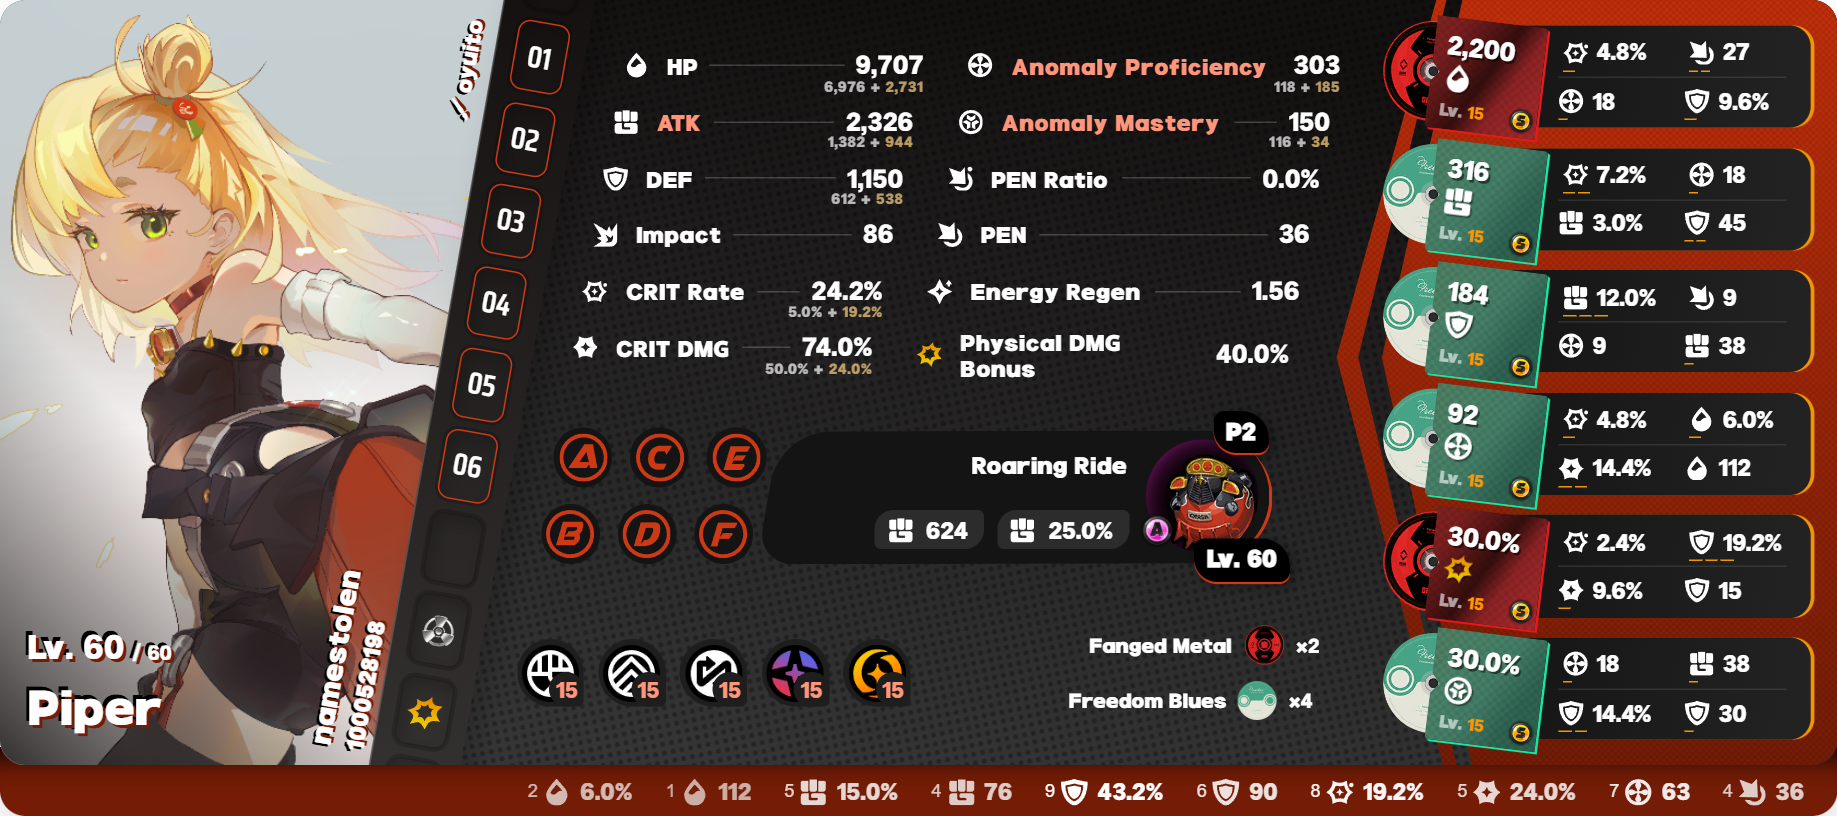 oyuito
01
02
03
04
05
06
Lv. 60 / 60
Piper
namestolen
1000528198
HP 9,707
6,976 + 2,731
ATK 2,326
1,382 + 944
DEF 1,150
612 + 538
Impact 86
CRIT Rate 24.2%
5.0% + 19.2%
CRIT DMG 74.0%
50.0% + 24.0%
Anomaly Proficiency 303
118 + 185
Anomaly Mastery 150
116 + 34
PEN Ratio 0.0%
PEN 36
Energy Regen 1.56
Physical DMG
Bonus 40.0%
A C E
B D F
P2
Roaring Ride
624 25.0%
A
Lv. 60
15 15 15 15 15
Fanged Metal ×2
Freedom Blues ×4
2,200
Lv. 15 S
4.8% 27
18 9.6%
316
Lv. 15 S
7.2% 18
3.0% 45
184
Lv. 15 S
12.0% 9
9 38
92
Lv. 15 S
4.8% 6.0%
14.4% 112
30.0%
Lv. 15 S
2.4% 19.2%
9.6% 15
30.0%
Lv. 15 S
18 38
14.4% 30
2 6.0% 1 112 5 15.0% 4 76 9 43.2% 6 90 8 19.2% 5 24.0% 7 63 4 36